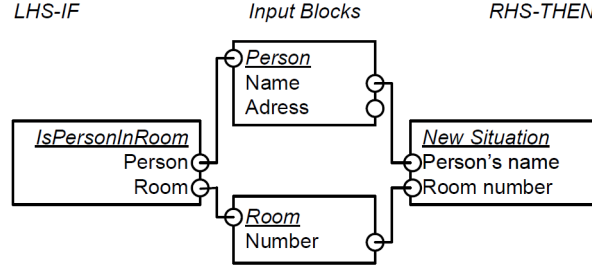 LHS-IF
Input Blocks
RHS-THEN
Person
Name
Adress
IsPersonInRoom
Person
Room
New Situation
Person's name
Room number
Room
Number